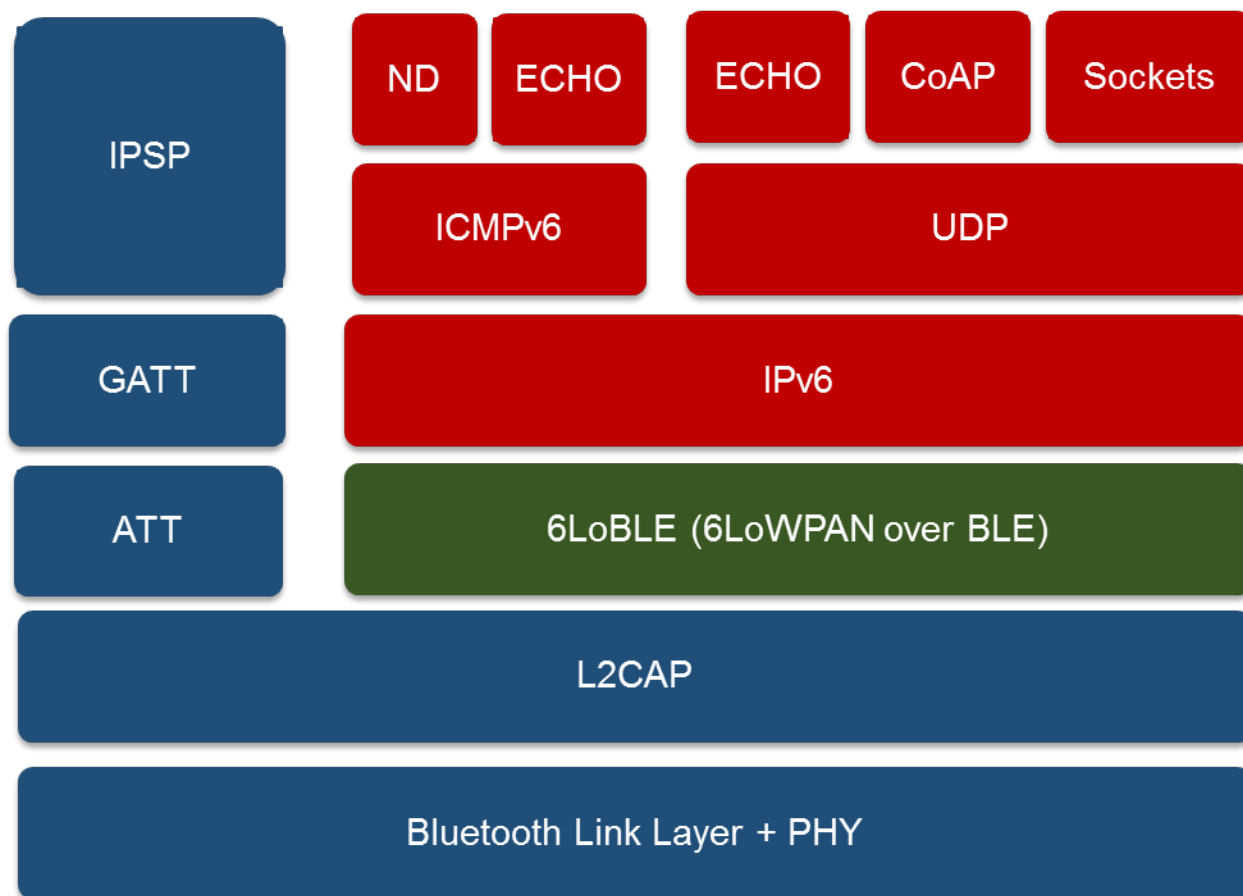 IPSP
ND
ECHO
ECHO
CoAP
Sockets
ICMPv6
UDP
GATT
IPv6
ATT
6LoBLE (6LoWPAN over BLE)
L2CAP
Bluetooth Link Layer + PHY